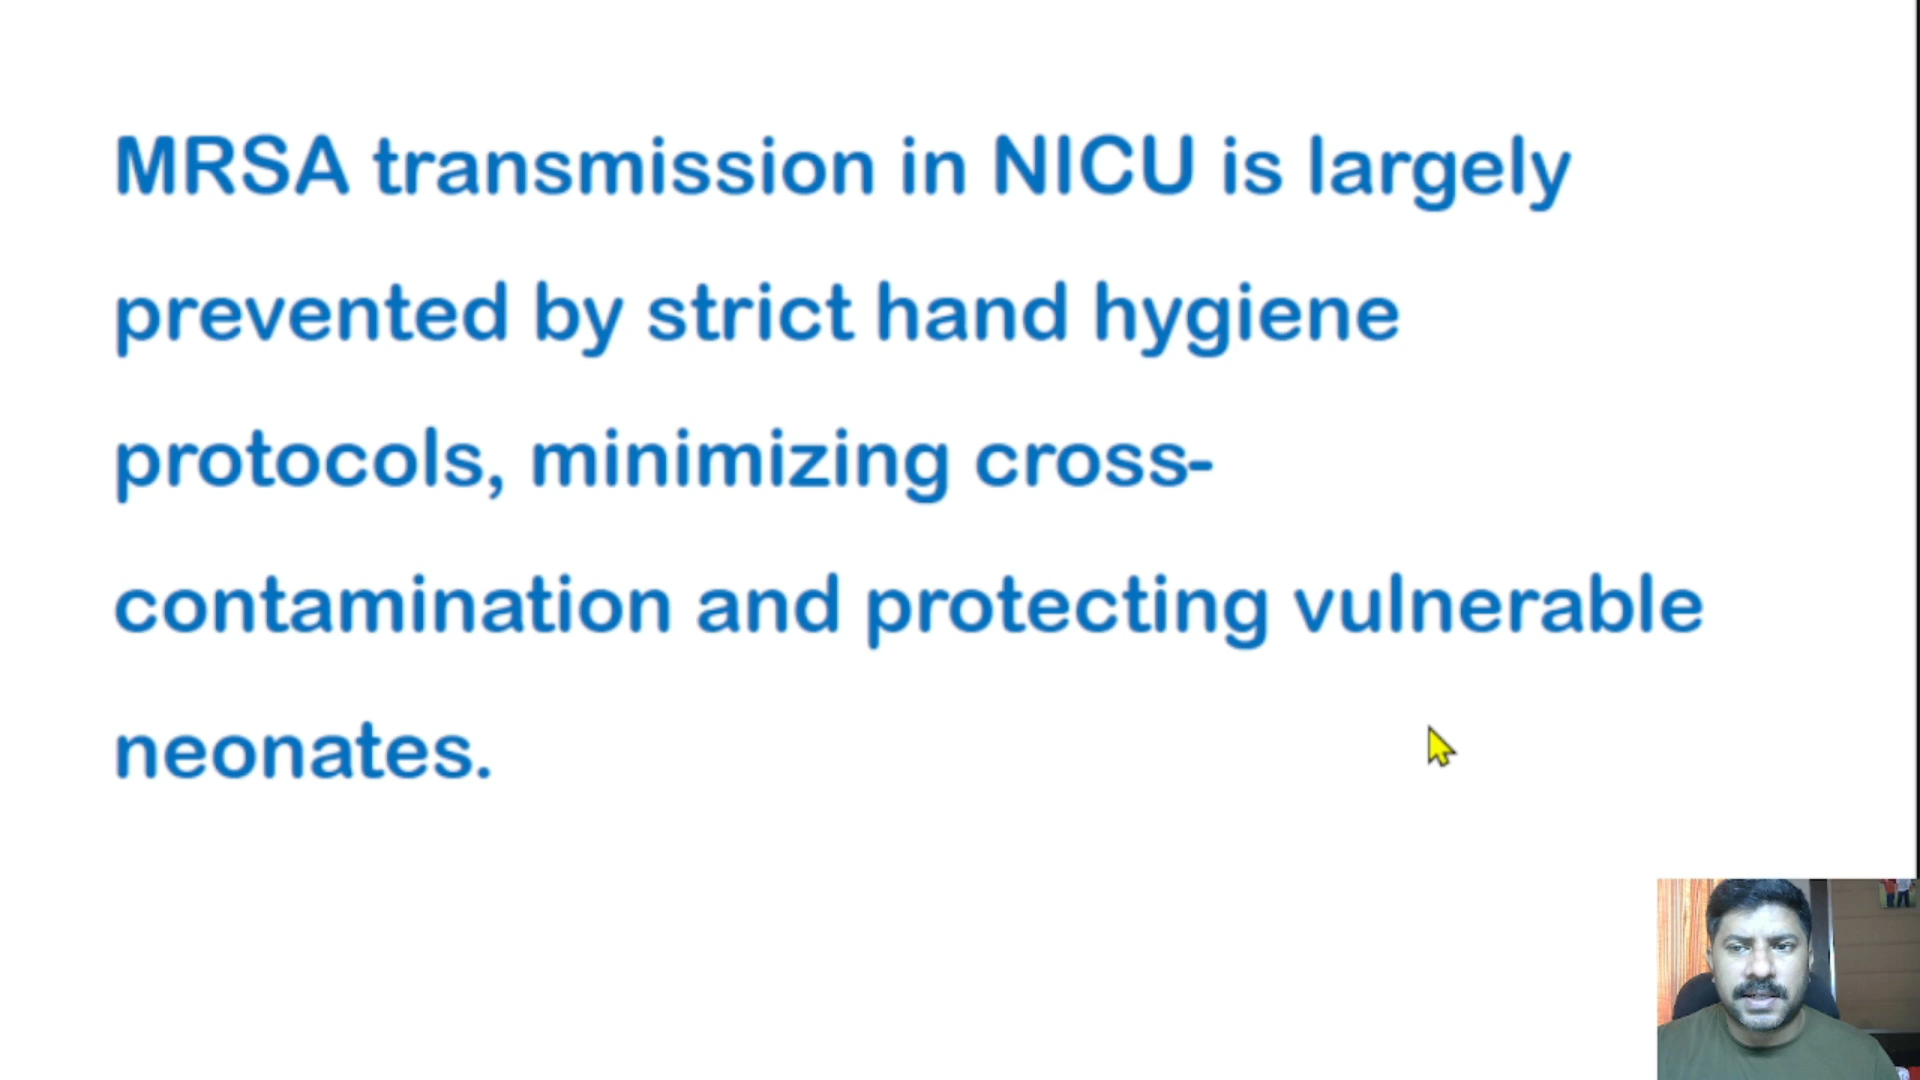 MRSA transmission in NICU is largely
prevented by strict hand hygiene
protocols, minimizing cross-
contamination and protecting vulnerable
neonates.